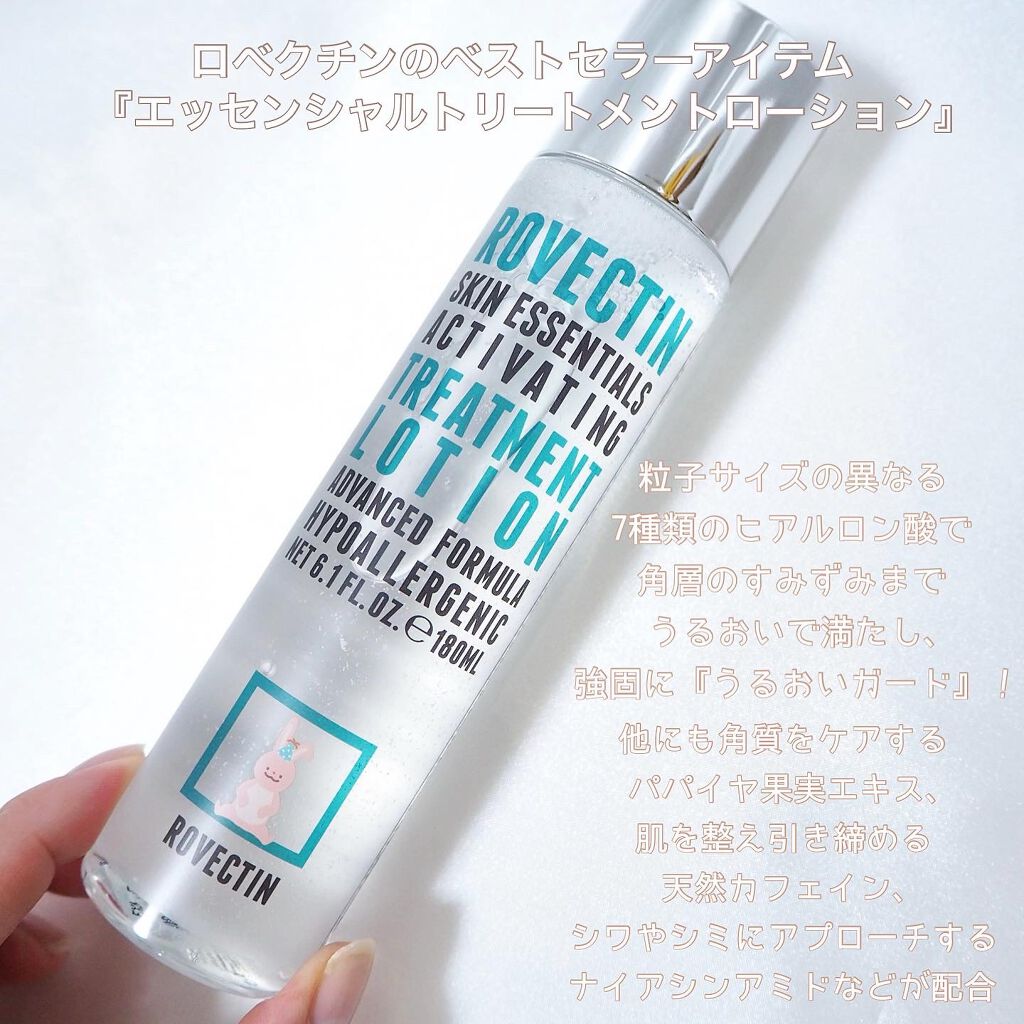 ロベクチンのベストセラーアイテム
『エッセンシャルトリートメントローション』
ROVECTIN
SKIN ESSENTIALS
ACTIVATING
TREATMENT
LOTION
ADVANCED FORMULA
HYPOALLERGENIC
NET 6.1 FL.OZ. ℮ 180ML
ROVECTIN
粒子サイズの異なる
7種類のヒアルロン酸で
角層のすみずみまで
うるおいで満たし、
強固に『うるおいガード』！
他にも角質をケアする
パパイヤ果実エキス、
肌を整え引き締める
天然カフェイン、
シワやシミにアプローチする
ナイアシンアミドなどが配合